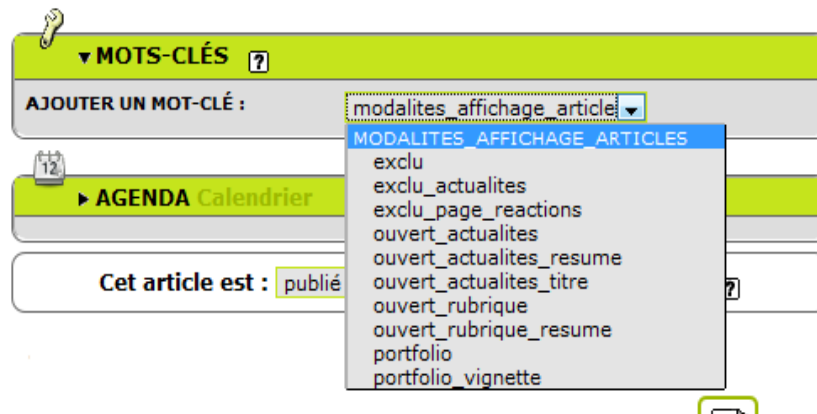 ▾ MOTS-CLÉS ?
AJOUTER UN MOT-CLÉ : modalites_affichage_article
MODALITES_AFFICHAGE_ARTICLES
exclu
exclu_actualites
12
exclu_page_reactions
▸ AGENDA Calendrier
ouvert_actualites
ouvert_actualites_resume
ouvert_actualites_titre
Cet article est : publié ?
ouvert_rubrique
ouvert_rubrique_resume
portfolio
portfolio_vignette